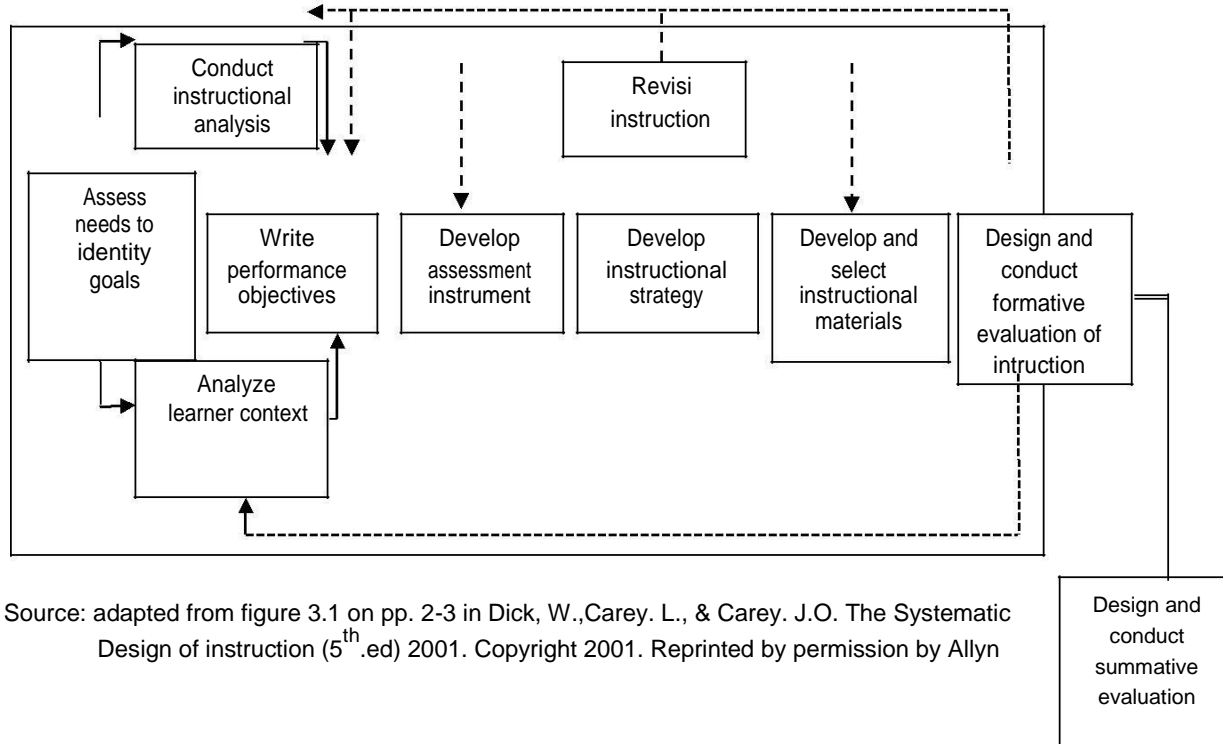 Conduct
instructional
analysis
Revisi
instruction
Assess
needs to
identity
goals
Write
performance
objectives
Develop
assessment
instrument
Develop
instructional
strategy
Develop and
select
instructional
materials
Design and
conduct
formative
evaluation of
intruction
Analyze
learner context
Source: adapted from figure 3.1 on pp. 2-3 in Dick, W.,Carey. L., & Carey. J.O. The Systematic
Design of instruction (5th.ed) 2001. Copyright 2001. Reprinted by permission by Allyn
Design and
conduct
summative
evaluation